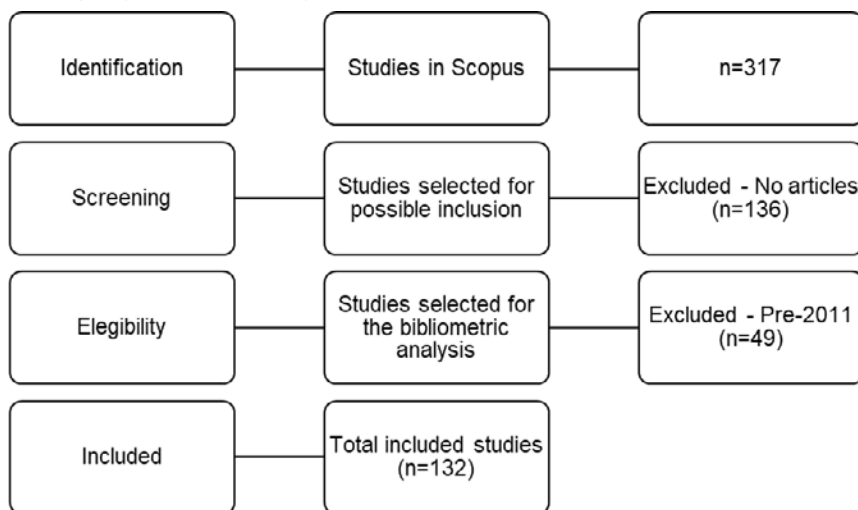 Identification
Studies in Scopus
n=317
Screening
Studies selected for
possible inclusion
Excluded - No articles
(n=136)
Elegibility
Studies selected for
the bibliometric
analysis
Excluded - Pre-2011
(n=49)
Included
Total included studies
(n=132)